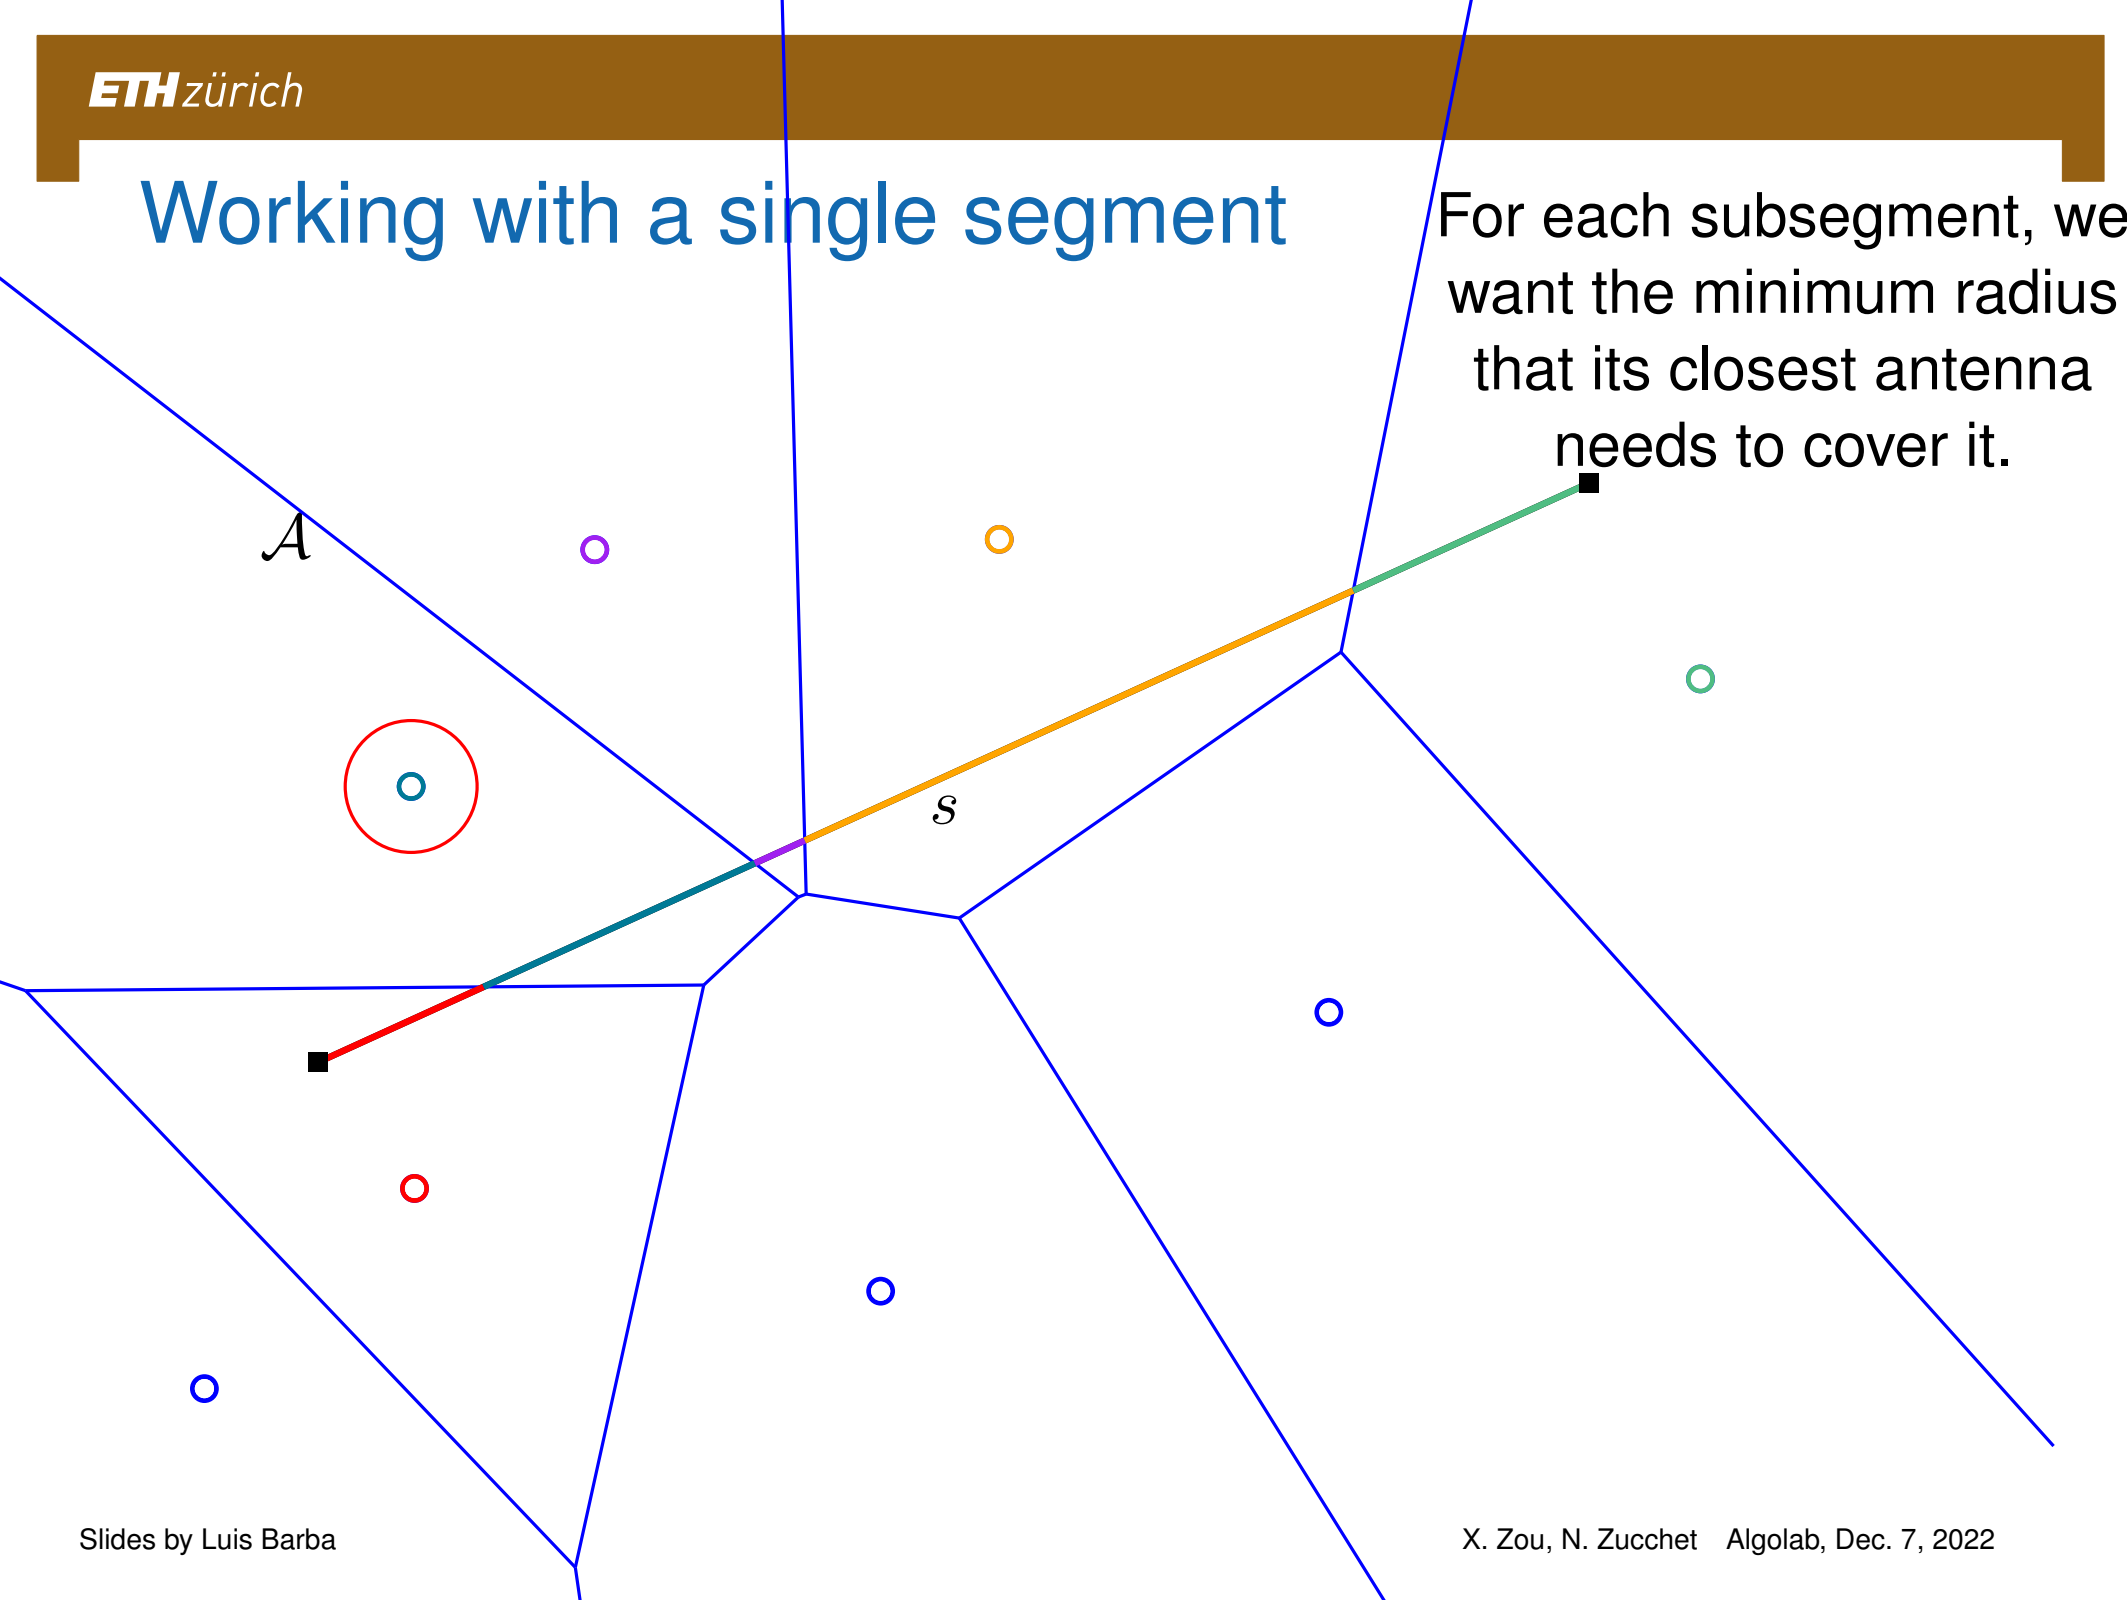 ETH zürich
Working with a single segment
For each subsegment, we
want the minimum radius
that its closest antenna
needs to cover it.
𝒜
s
Slides by Luis Barba
X. Zou, N. Zucchet Algolab, Dec. 7, 2022